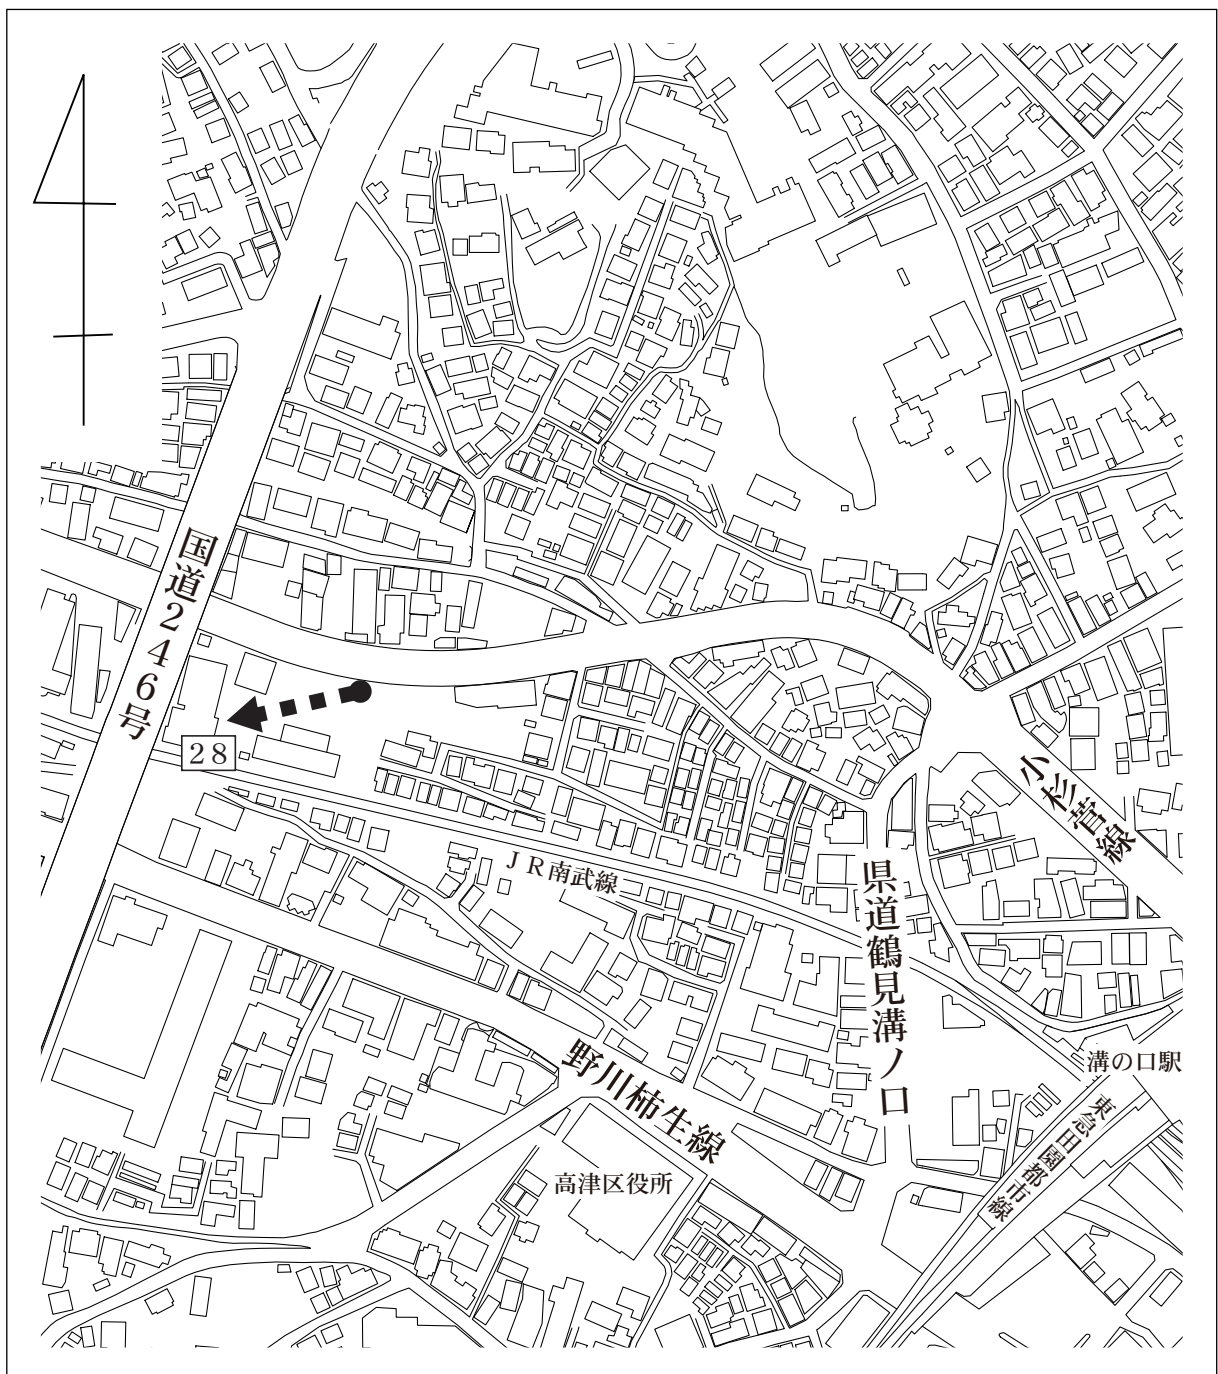 国道246号
28
小杉菅線
JR南武線
県道鶴見溝ノ口
溝の口駅
野川柿生線
東急田園都市線
高津区役所